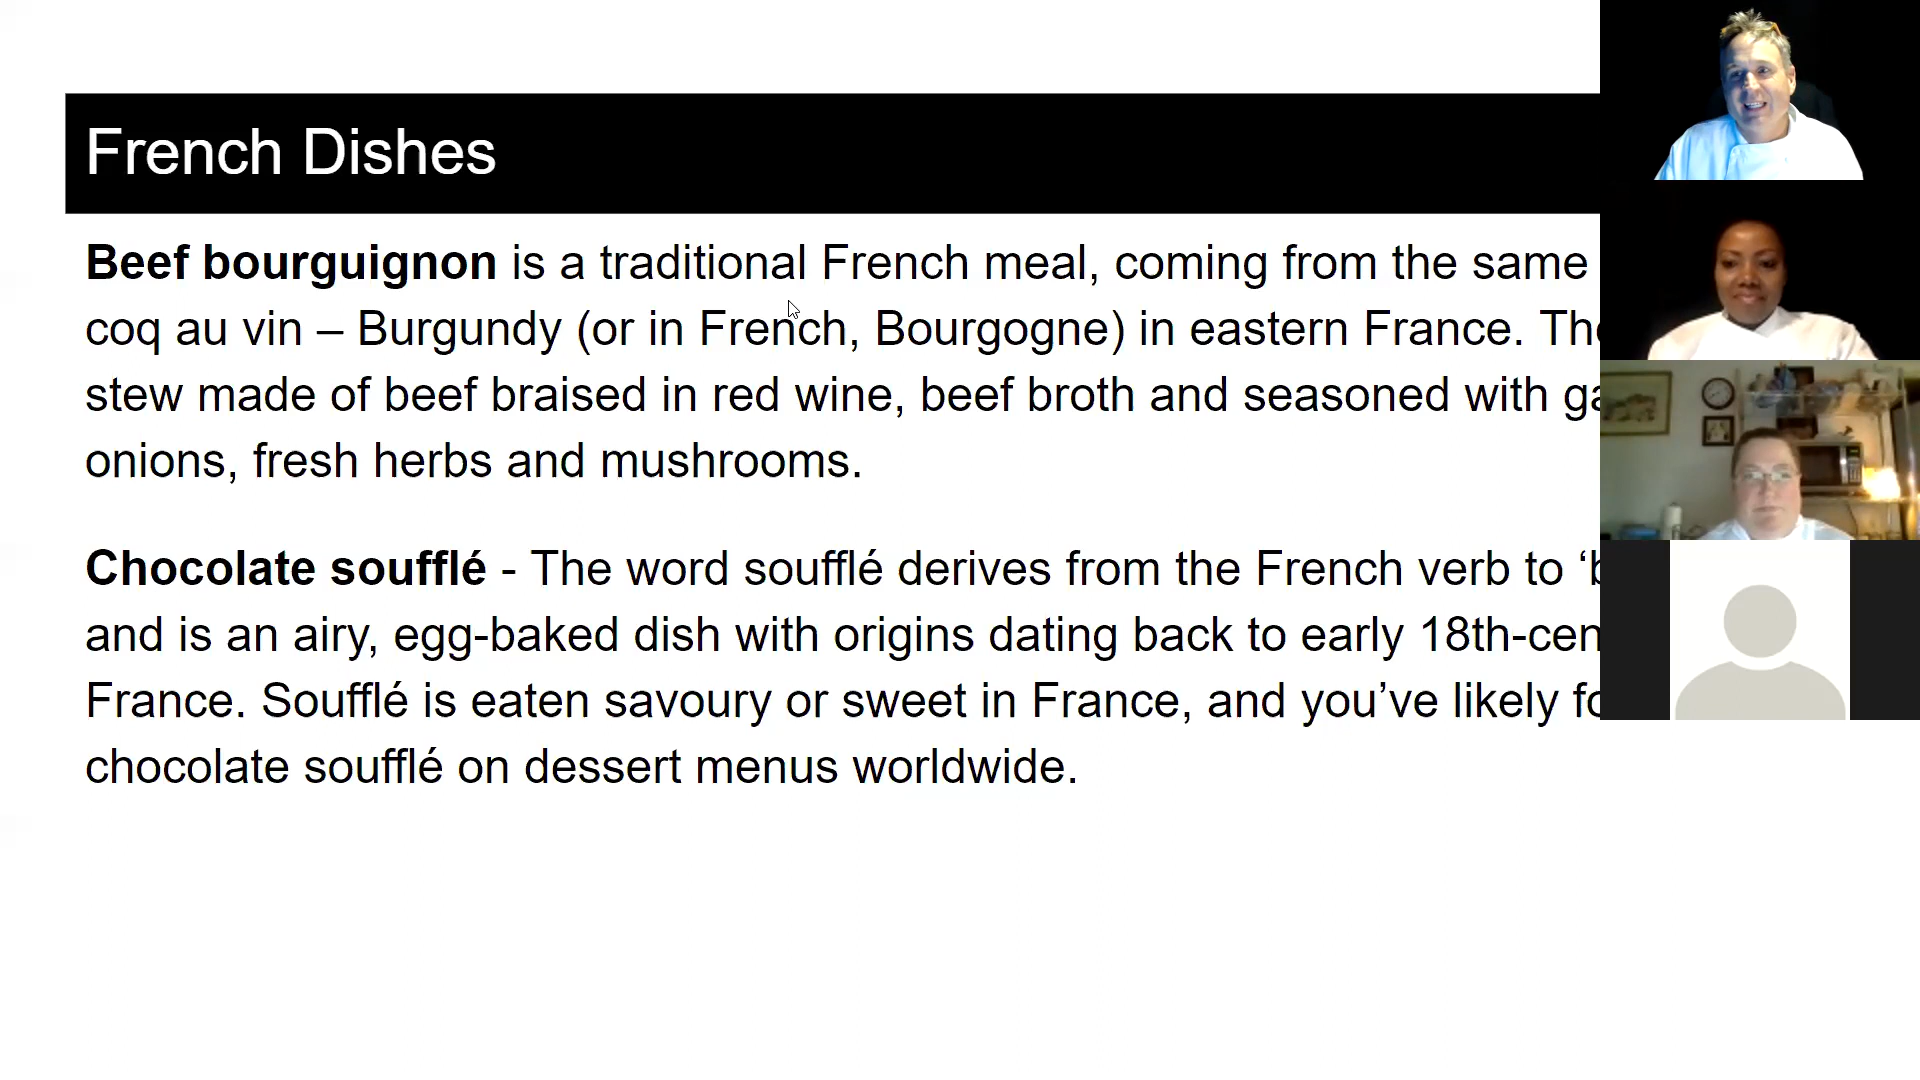 French Dishes
Beef bourguignon is a traditional French meal, coming from the same
coq au vin – Burgundy (or in French, Bourgogne) in eastern France. The
stew made of beef braised in red wine, beef broth and seasoned with
onions, fresh herbs and mushrooms.
Chocolate soufflé - The word soufflé derives from the French verb to
and is an airy, egg-baked dish with origins dating back to early
France. Soufflé is eaten savoury or sweet in France, and you’ve likely
chocolate soufflé on dessert menus worldwide.